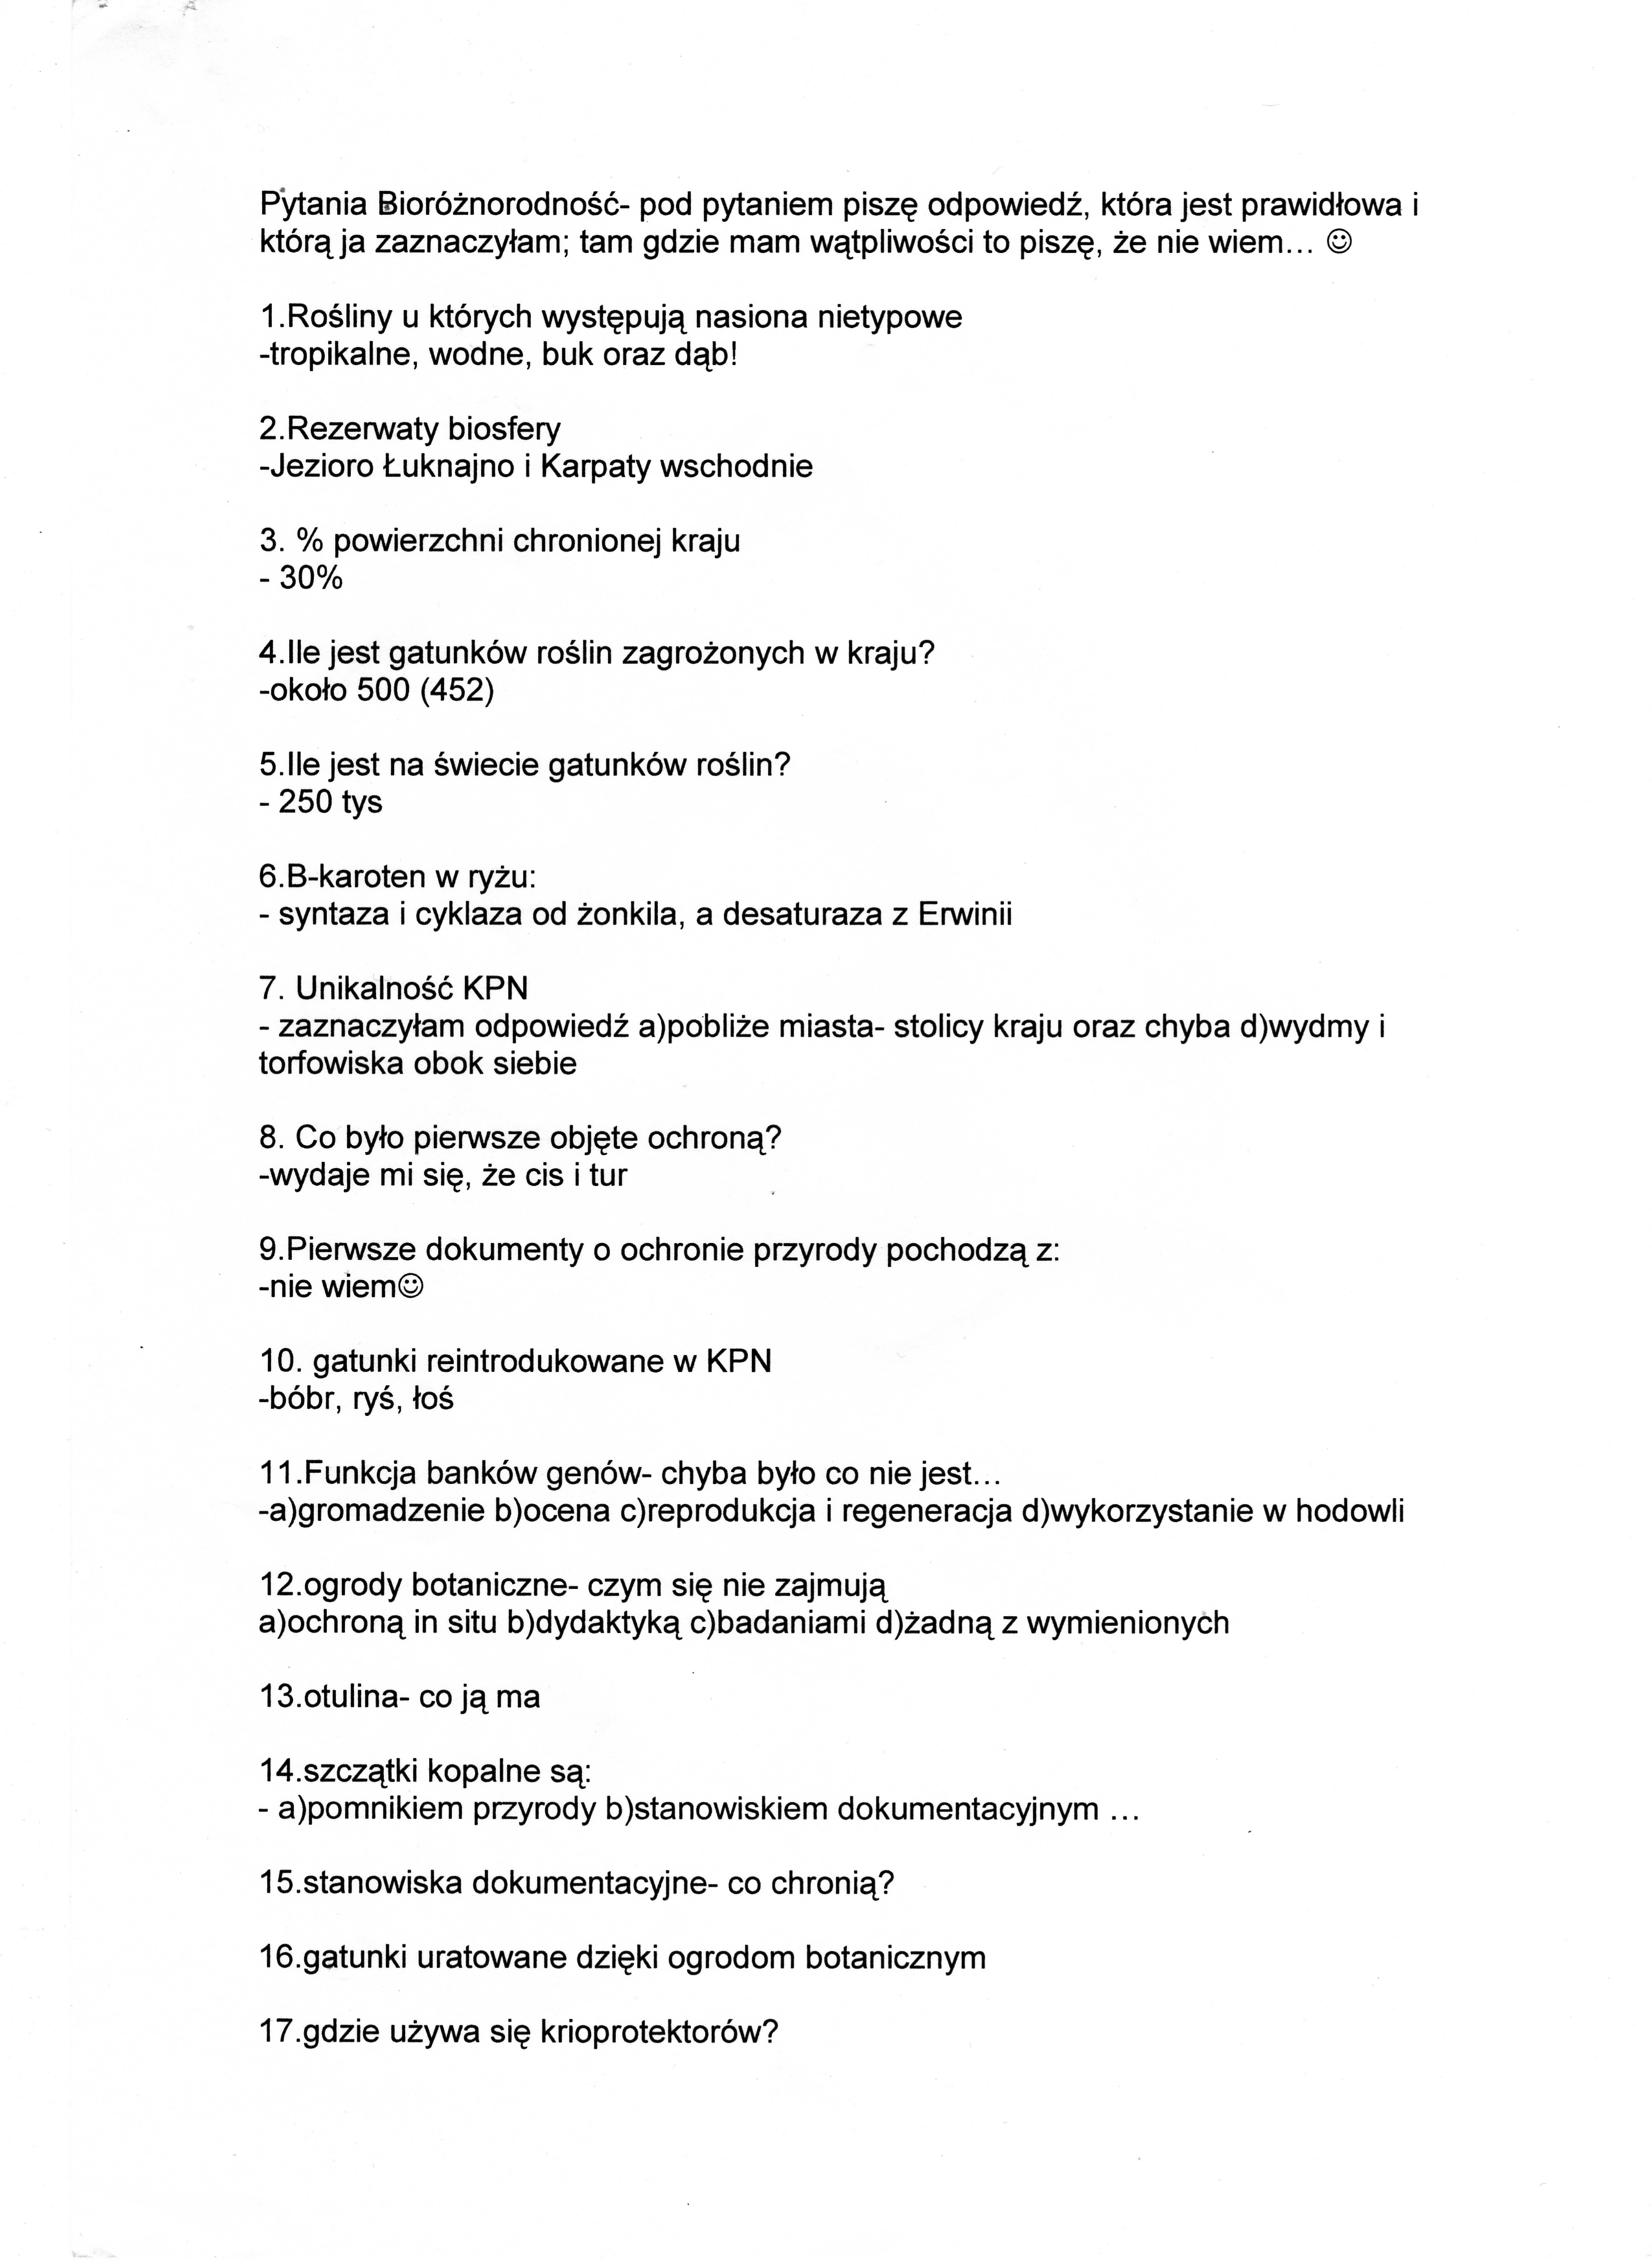 Pytania Bioróżnorodność- pod pytaniem piszę odpowiedź, która jest prawidłowa i
którą ja zaznaczyłam; tam gdzie mam wątpliwości to piszę, że nie wiem... ☺
1.Rośliny u których występują nasiona nietypowe
-tropikalne, wodne, buk oraz dąb!
2.Rezerwaty biosfery
-Jezioro Łuknajno i Karpaty wschodnie
3. % powierzchni chronionej kraju
- 30%
4.Ile jest gatunków roślin zagrożonych w kraju?
-około 500 (452)
5.Ile jest na świecie gatunków roślin?
- 250 tys
6.B-karoten w ryżu:
- syntaza i cyklaza od żonkila, a desaturaza z Erwinii
7. Unikalność KPN
- zaznaczyłam odpowiedź a)pobliże miasta- stolicy kraju oraz chyba d)wydmy i
torfowiska obok siebie
8. Co było pierwsze objęte ochroną?
-wydaje mi się, że cis i tur
9.Pierwsze dokumenty o ochronie przyrody pochodzą z:
-nie wiem☺
10. gatunki reintrodukowane w KPN
-bóbr, ryś, łoś
11.Funkcja banków genów- chyba było co nie jest...
-a)gromadzenie b)ocena c)reprodukcja i regeneracja d)wykorzystanie w hodowli
12.ogrody botaniczne- czym się nie zajmują
a)ochroną in situ b)dydaktyką c)badaniami d)żadną z wymienionych
13.otulina- co ją ma
14.szczątki kopalne są:
- a)pomnikiem przyrody b)stanowiskiem dokumentacyjnym ...
15.stanowiska dokumentacyjne- co chronią?
16.gatunki uratowane dzięki ogrodom botanicznym
17.gdzie używa się krioprotektorów?